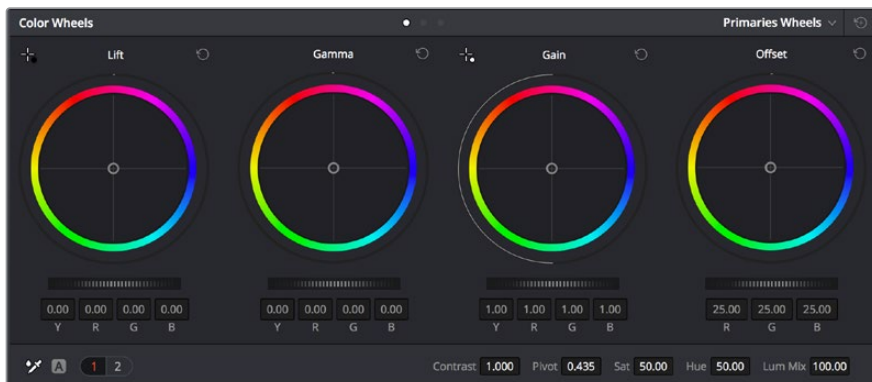 Color Wheels Primaries Wheels
Lift Gamma Gain Offset
0.00 0.00 0.00 0.00 0.00 0.00 0.00 0.00 1.00 1.00 1.00 1.00 25.00 25.00 25.00
Y R G B Y R G B Y R G B R G B
A 1 2 Contrast 1.000 Pivot 0.435 Sat 50.00 Hue 50.00 Lum Mix 100.00